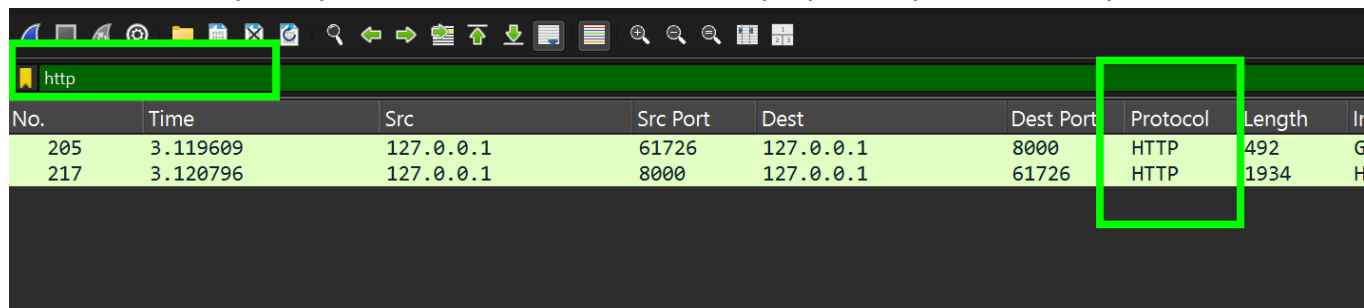 http
No. Time Src Src Port Dest Dest Port Protocol Length
205 3.119609 127.0.0.1 61726 127.0.0.1 8000 HTTP 492 G
217 3.120796 127.0.0.1 8000 127.0.0.1 61726 HTTP 1934 H